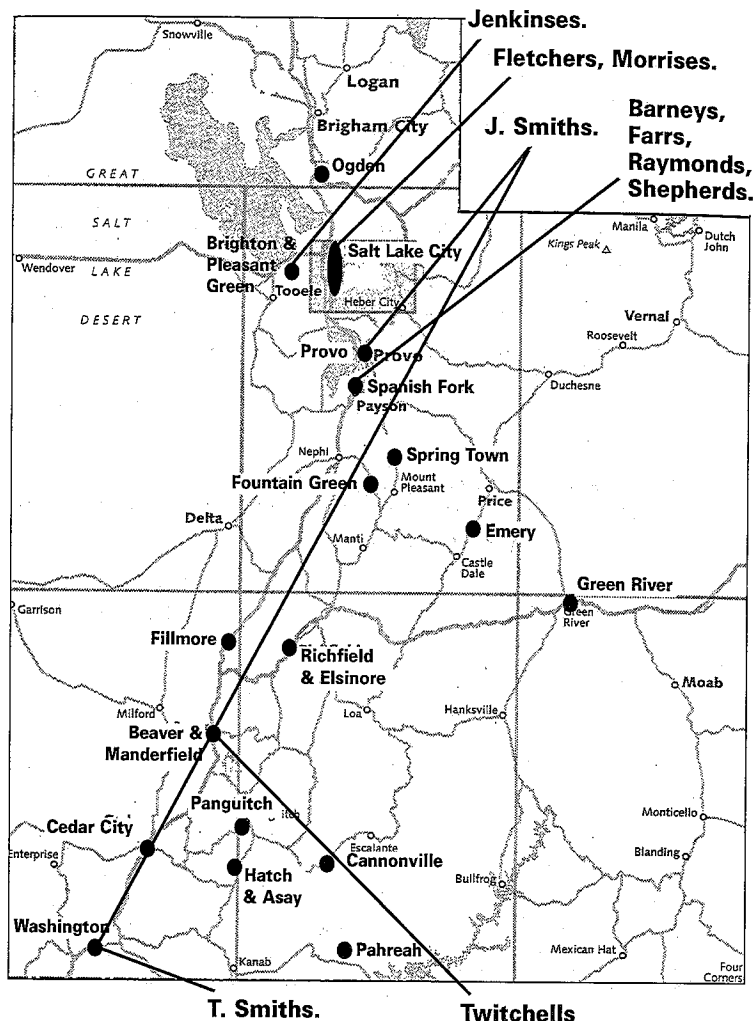 Jenkinses.
Snowville
Fletchers, Morrises.
Logan
Barneys,
Farrs,
Raymonds,
Shepherds.
Brigham City
J. Smiths.
Ogden
GREAT
SALT
LAKE
DESERT
Manila
Dutch
John
Kings Peak
Brighton &
Pleasant
Green
Salt Lake City
Wendover
Tooele
Heber City
Vernal
Roosevelt
Provo
Provo
Duchesne
Spanish Fork
Payson
Nephi
Spring Town
Fountain Green
Mount
Pleasant
Price
Delta
Emery
Manti
Castle
Dale
Green River
Garrison
Green
River
Fillmore
Richfield
& Elsinore
Moab
Milford
Loa
Hanksville
Beaver &
Manderfield
Panguitch
itch
Monticello
Cedar City
Escalante
Enterprise
Cannonville
Blanding
Hatch
& Asay
Bullfrog
Washington
Pahreah
Mexican Hat
Kanab
Four
Corners
T. Smiths.
Twitchells